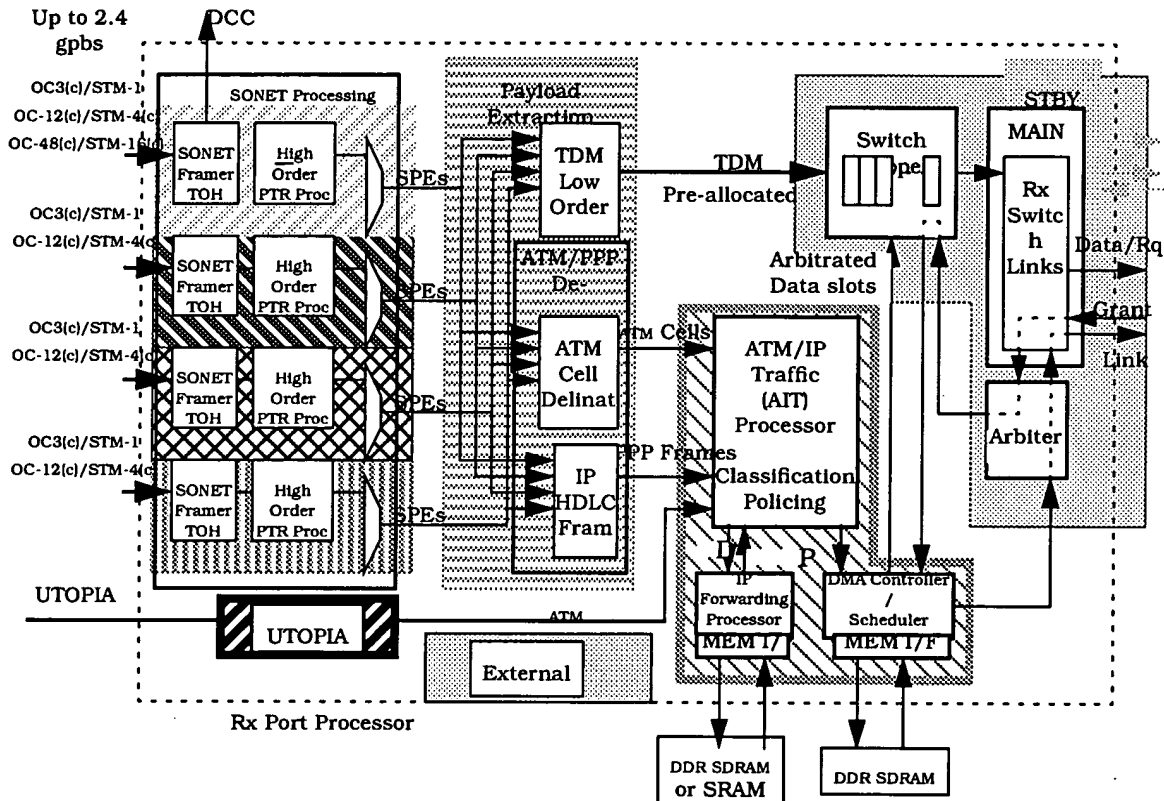 Up to 2.4
gpbs
DCC
OC3(c)/STM-1
OC-12(c)/STM-4(c)
OC-48(c)/STM-16(c)
SONET Processing
SONET
Framer
TOH
High
Order
PTR Proc
SPEs
OC3(c)/STM-1
OC-12(c)/STM-4(c
SONET
Framer
TOH
High
Order
PTR Proc
SPEs
OC3(c)/STM-1
OC-12(c)/STM-4(c
SONET
Framer
TOH
High
Order
PTR Proc
SPEs
OC3(c)/STM-1
OC-12(c)/STM-4(c
SONET
Framer
TOH
High
Order
PTR Proc
SPEs
UTOPIA
UTOPIA
ATM
Payload
Extraction
TDM
Low
Order
ATM/PPP
De-
ATM
Cell
Delinat
IP
HDLC
Fram
TDM
Pre-allocated
ATM Cells
PPP Frames
Switch
STBY
MAIN
Rx
Switc
h
Links
Data/Rq
Grant
Link
Arbitrated
Data slots
Arbiter
ATM/IP
Traffic
(AIT)
Processor
Classification
Policing
D
P
IP
Forwarding
Processor
MEM I/
DMA Controller
/
Scheduler
MEM I/F
External
Rx Port Processor
DDR SDRAM
or SRAM
DDR SDRAM